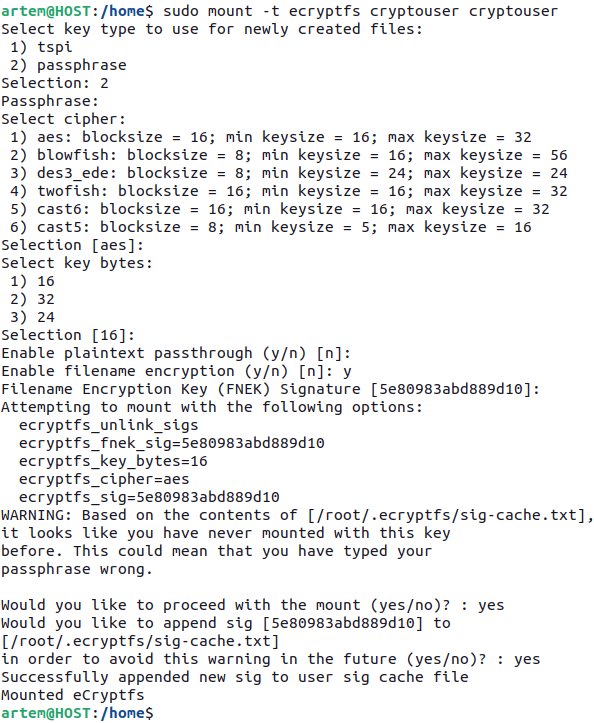 artem@HOST:/home$ sudo mount -t ecryptfs cryptouser cryptouser
Select key type to use for newly created files:
 1) tspi
 2) passphrase
Selection: 2
Passphrase:
Select cipher:
 1) aes: blocksize = 16; min keysize = 16; max keysize = 32
 2) blowfish: blocksize = 8; min keysize = 16; max keysize = 56
 3) des3_ede: blocksize = 8; min keysize = 24; max keysize = 24
 4) twofish: blocksize = 16; min keysize = 16; max keysize = 32
 5) cast6: blocksize = 16; min keysize = 16; max keysize = 32
 6) cast5: blocksize = 8; min keysize = 5; max keysize = 16
Selection [aes]:
Select key bytes:
 1) 16
 2) 32
 3) 24
Selection [16]:
Enable plaintext passthrough (y/n) [n]:
Enable filename encryption (y/n) [n]: y
Filename Encryption Key (FNEK) Signature [5e80983abd889d10]:
Attempting to mount with the following options:
  ecryptfs_unlink_sigs
  ecryptfs_fnek_sig=5e80983abd889d10
  ecryptfs_key_bytes=16
  ecryptfs_cipher=aes
  ecryptfs_sig=5e80983abd889d10
WARNING: Based on the contents of [/root/.ecryptfs/sig-cache.txt],
it looks like you have never mounted with this key
before. This could mean that you have typed your
passphrase wrong.

Would you like to proceed with the mount (yes/no)? : yes
Would you like to append sig [5e80983abd889d10] to
[/root/.ecryptfs/sig-cache.txt]
in order to avoid this warning in the future (yes/no)? : yes
Successfully appended new sig to user sig cache file
Mounted eCryptfs
artem@HOST:/home$